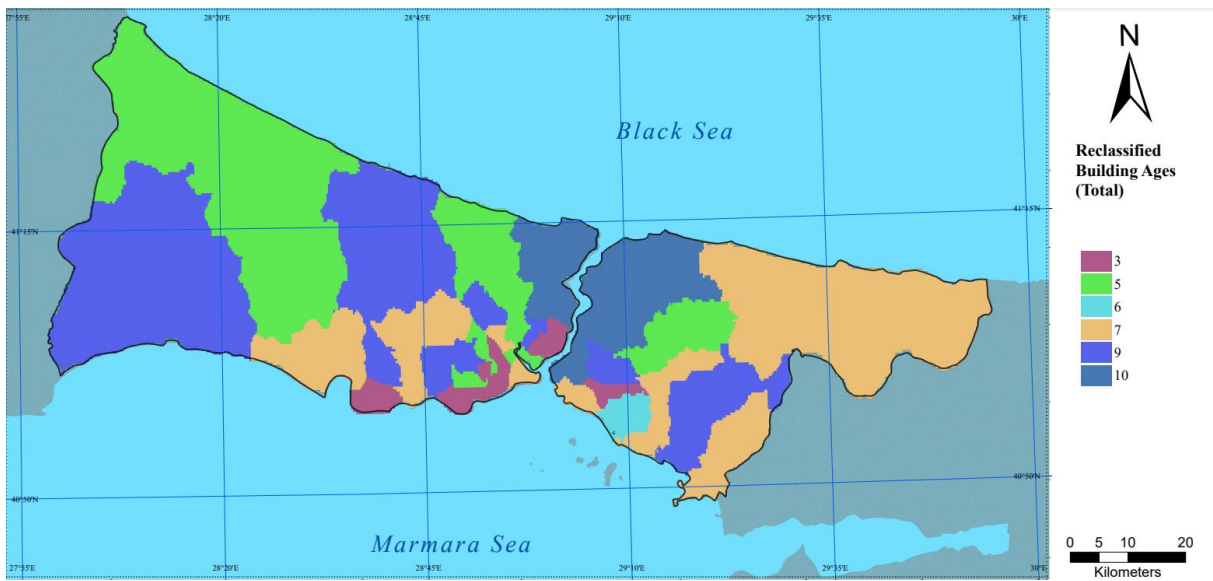 27°55'E
28°20'E
28°45'E
29°10'E
29°35'E
30°E
N
Black Sea
Reclassified
Building Ages
(Total)
41°15'N
41°15'N
3
5
6
7
9
10
40°50'N
40°50'N
Marmara Sea
0 5 10 20
Kilometers
27°55'E
28°20'E
28°45'E
29°10'E
29°35'E
30°E